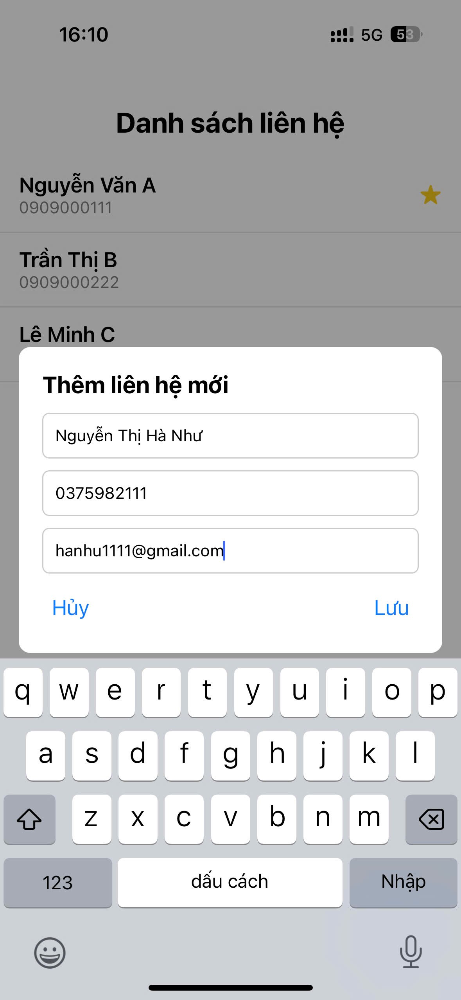 16:10 5G 53
Danh sách liên hệ
Nguyễn Văn A
0909000111
Trần Thị B
0909000222
Lê Minh C
Thêm liên hệ mới
Nguyễn Thị Hà Như
0375982111
hanhu1111@gmail.com
Hủy Lưu
q w e r t y u i o p
a s d f g h j k l
z x c v b n m
123 dấu cách Nhập